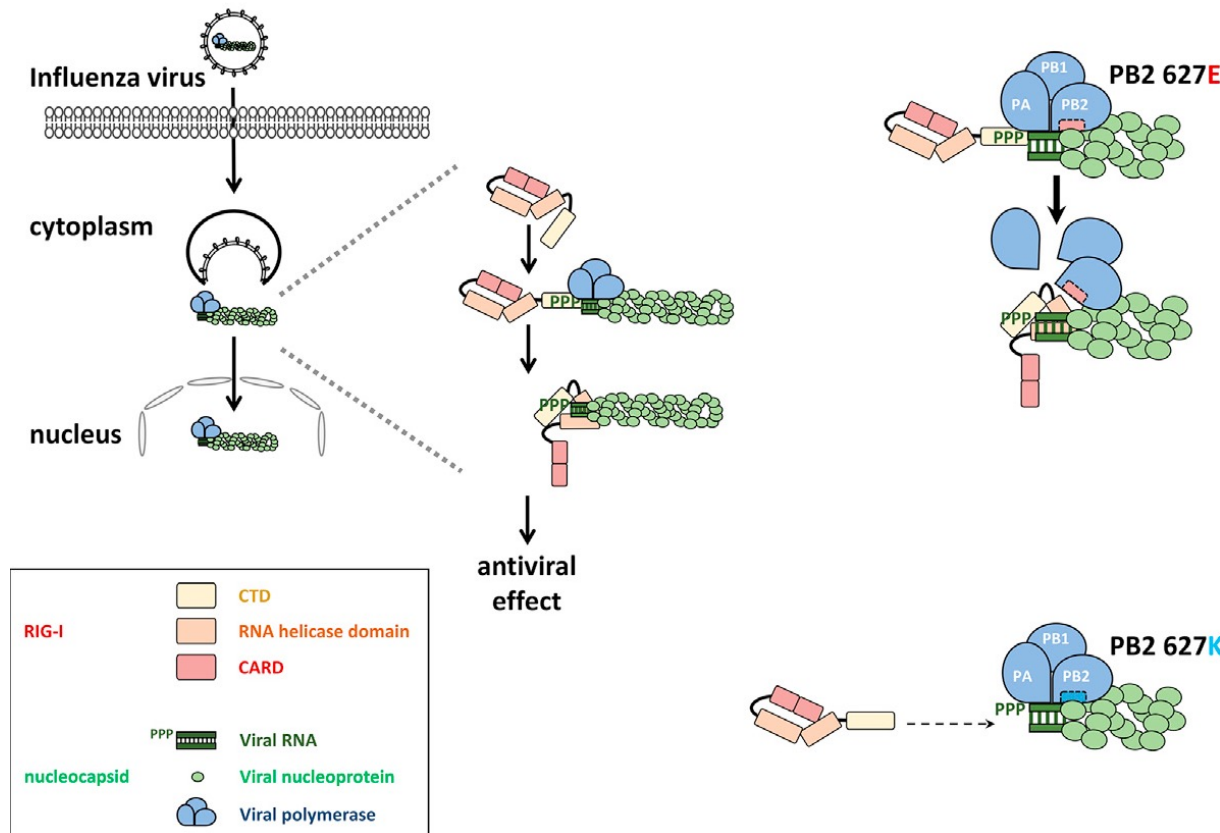 Influenza virus
cytoplasm
nucleus
PPP
PPP
antiviral
effect
PB1
PA
PB2
PB2 627E
PPP
PPP
PB1
PA
PB2
PB2 627K
PPP
RIG-I
CTD
RNA helicase domain
CARD
nucleocapsid
PPP
Viral RNA
Viral nucleoprotein
Viral polymerase